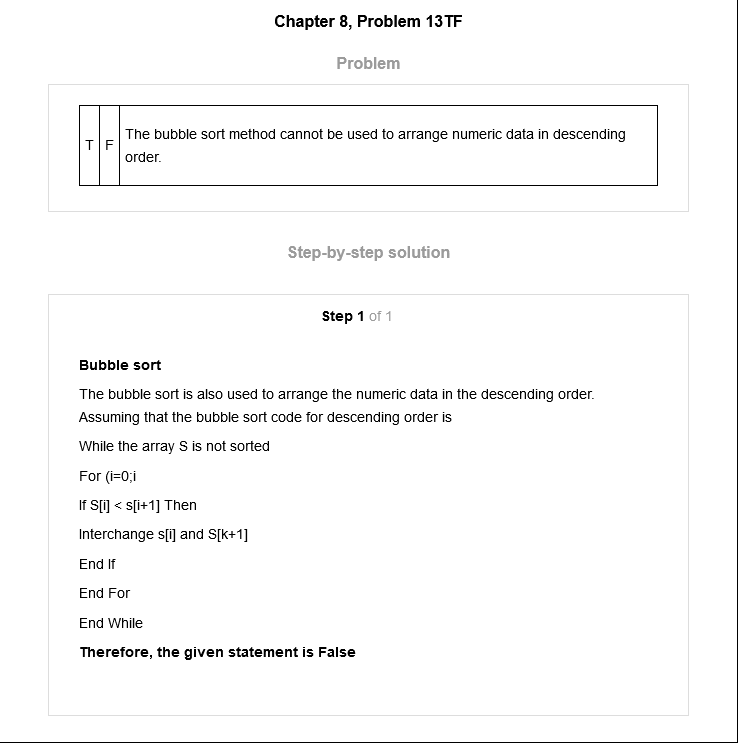 Chapter 8, Problem 13TF
Problem
T F The bubble sort method cannot be used to arrange numeric data in descending
order.
Step-by-step solution
Step 1 of 1
Bubble sort
The bubble sort is also used to arrange the numeric data in the descending order.
Assuming that the bubble sort code for descending order is
While the array S is not sorted
For (i=0;i
If S[i] < s[i+1] Then
Interchange s[i] and S[k+1]
End If
End For
End While
Therefore, the given statement is False